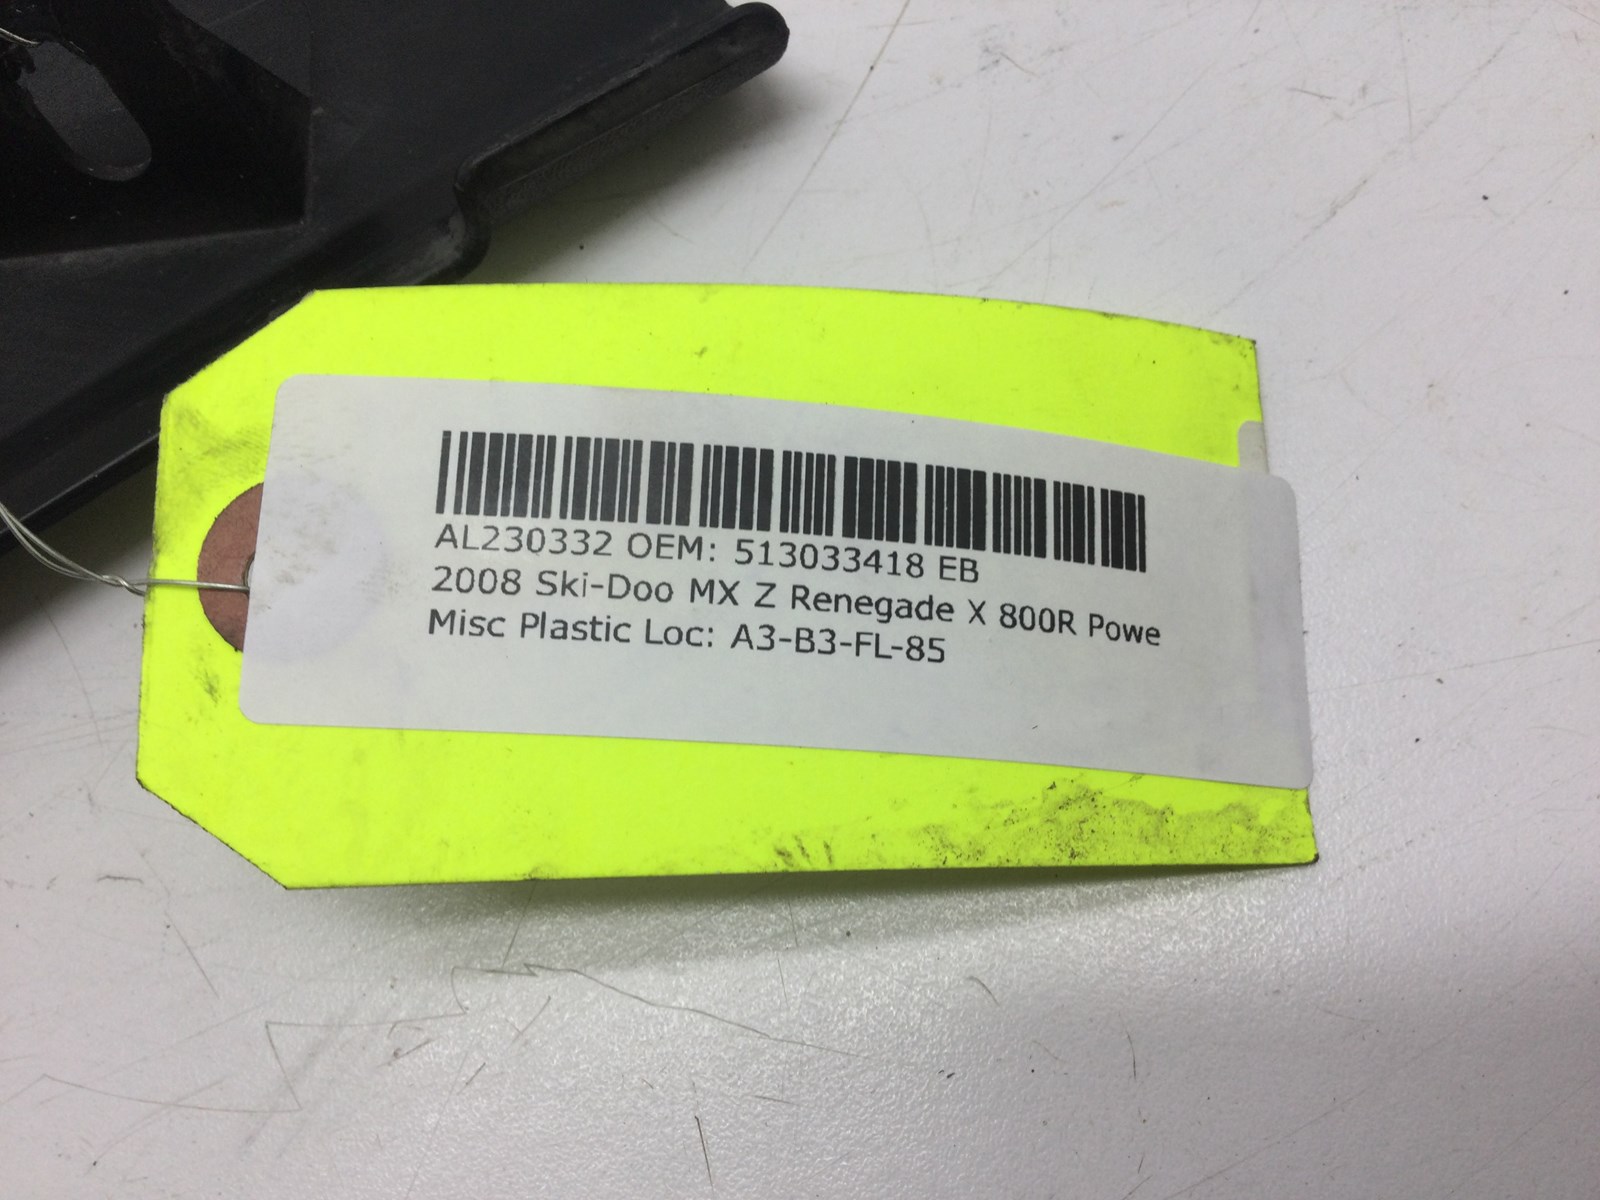 AL230332 OEM: 513033418 EB
2008 Ski-Doo MX Z Renegade X 800R Powe
Misc Plastic Loc: A3-B3-FL-85